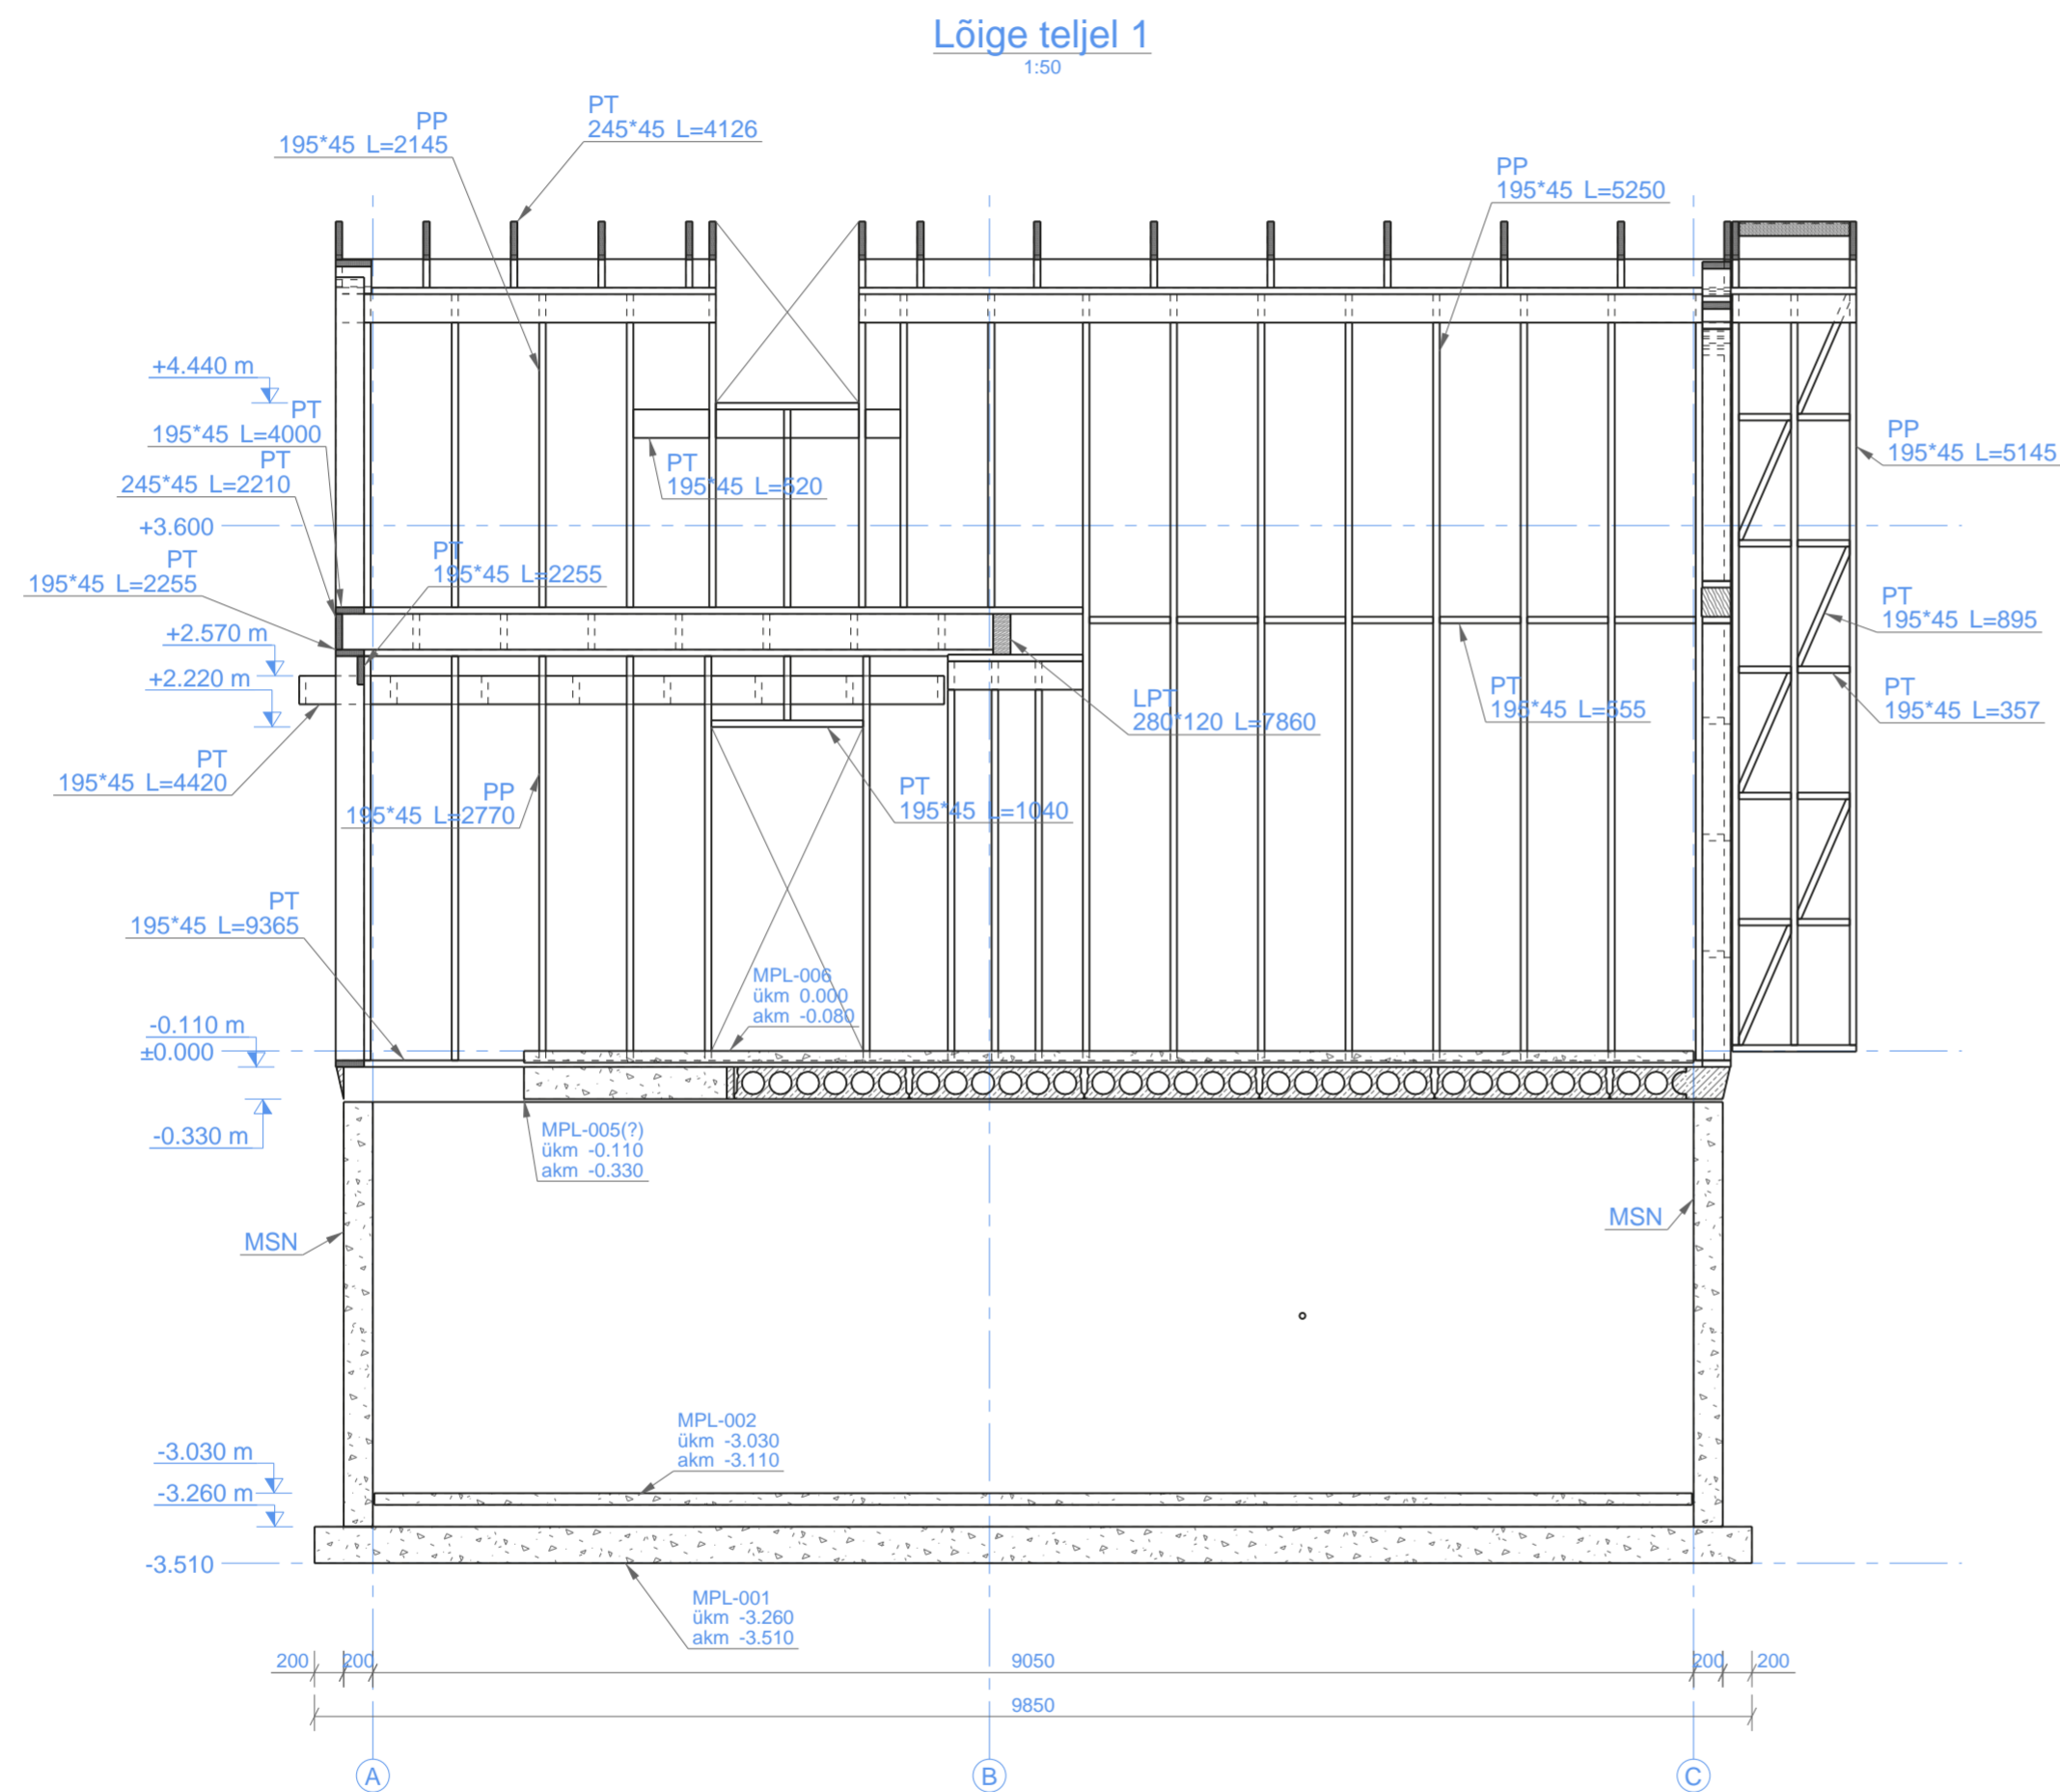 Lõige teljel 1
1:50
PT
245*45 L=4126
PP
195*45 L=2145
PP
195*45 L=5250
+4.440 m
PT
195*45 L=4000
PT
245*45 L=2210
PT
195*45 L=520
PP
195*45 L=5145
+3.600
PT
195*45 L=2255
PT
195*45 L=2255
PT
195*45 L=895
+2.570 m
+2.220 m
LPT
280*120 L=7860
PT
195*45 L=555
PT
195*45 L=357
PT
195*45 L=4420
PP
195*45 L=2770
PT
195*45 L=1040
PT
195*45 L=9365
MPL-006
ükm 0.000
akm -0.080
-0.110 m
±0.000
-0.330 m
MPL-005(?)
ükm -0.110
akm -0.330
MSN
MSN
MPL-002
ükm -3.030
akm -3.110
-3.030 m
-3.260 m
-3.510
MPL-001
ükm -3.260
akm -3.510
200 200 9050 200 200
9850
A B C